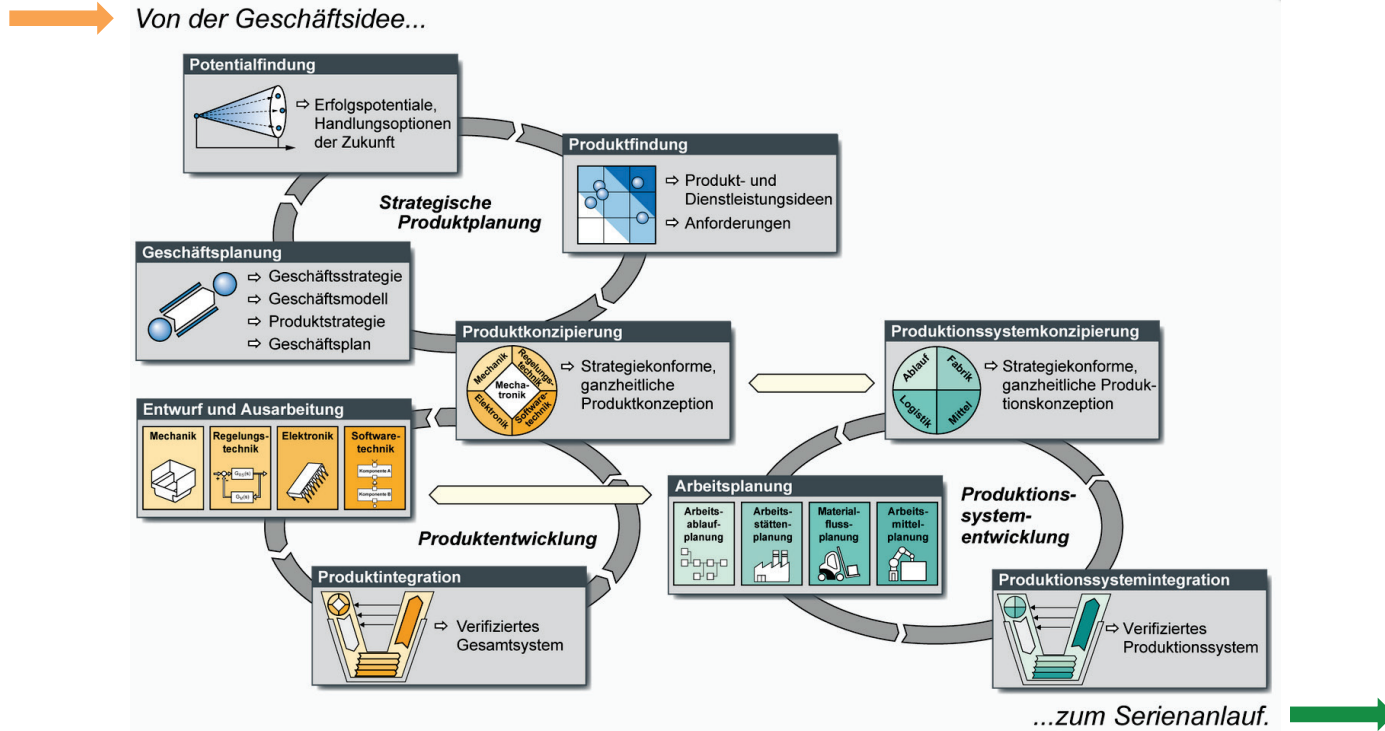 Von der Geschäftsidee...
Potentialfindung
⇨ Erfolgspotentiale,
Handlungsoptionen
der Zukunft
Produktfindung
⇨ Produkt- und
Dienstleistungsideen
⇨ Anforderungen
Strategische
Produktplanung
Geschäftsplanung
⇨ Geschäftsstrategie
⇨ Geschäftsmodell
⇨ Produktstrategie
⇨ Geschäftsplan
Produktkonzipierung
Mechanik
Regelungs-
technik
Mecha-
tronik
Elektronik
Software-
technik
⇨ Strategiekonforme,
ganzheitliche
Produktkonzeption
Produktionssystemkonzipierung
Ablauf
Fabrik
Logistik
Mittel
⇨ Strategiekonforme,
ganzheitliche Produk-
tionskonzeption
Entwurf und Ausarbeitung
Mechanik
Regelungs-
technik
Elektronik
Software-
technik
Komponente A
Komponente B
Produktentwicklung
Arbeitsplanung
Arbeits-
ablauf-
planung
Arbeits-
stätten-
planung
Material-
fluss-
planung
Arbeits-
mittel-
planung
Produktions-
system-
entwicklung
Produktintegration
⇨ Verifiziertes
Gesamtsystem
Produktionssystemintegration
⇨ Verifiziertes
Produktionssystem
...zum Serienanlauf.